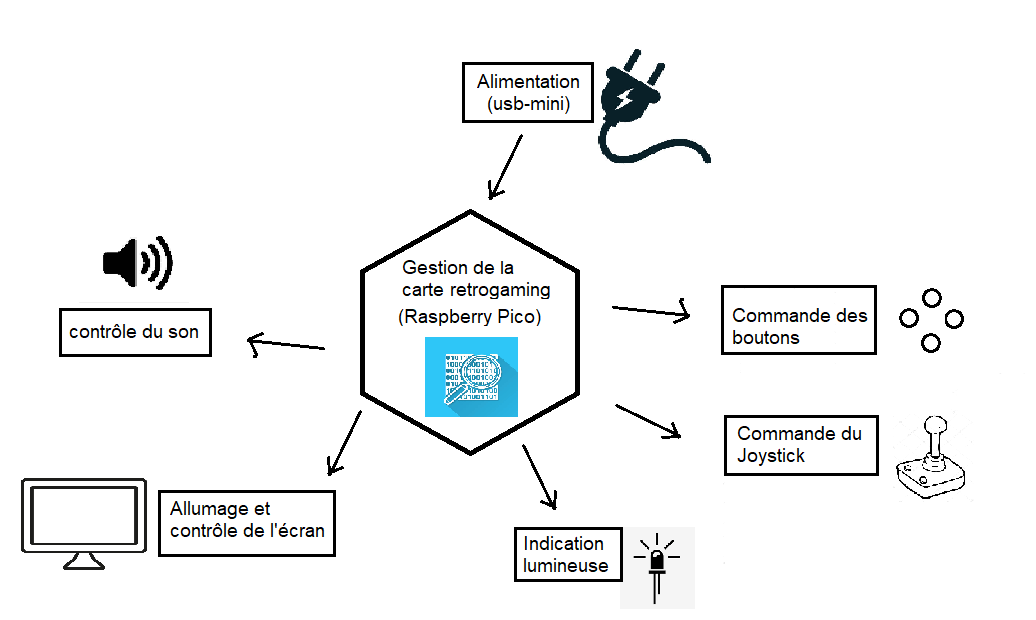 Alimentation
(usb-mini)
Gestion de la
carte retrogaming
(Raspberry Pico)
contrôle du son
Commande des
boutons
Commande du
Joystick
Allumage et
contrôle de l'écran
Indication
lumineuse